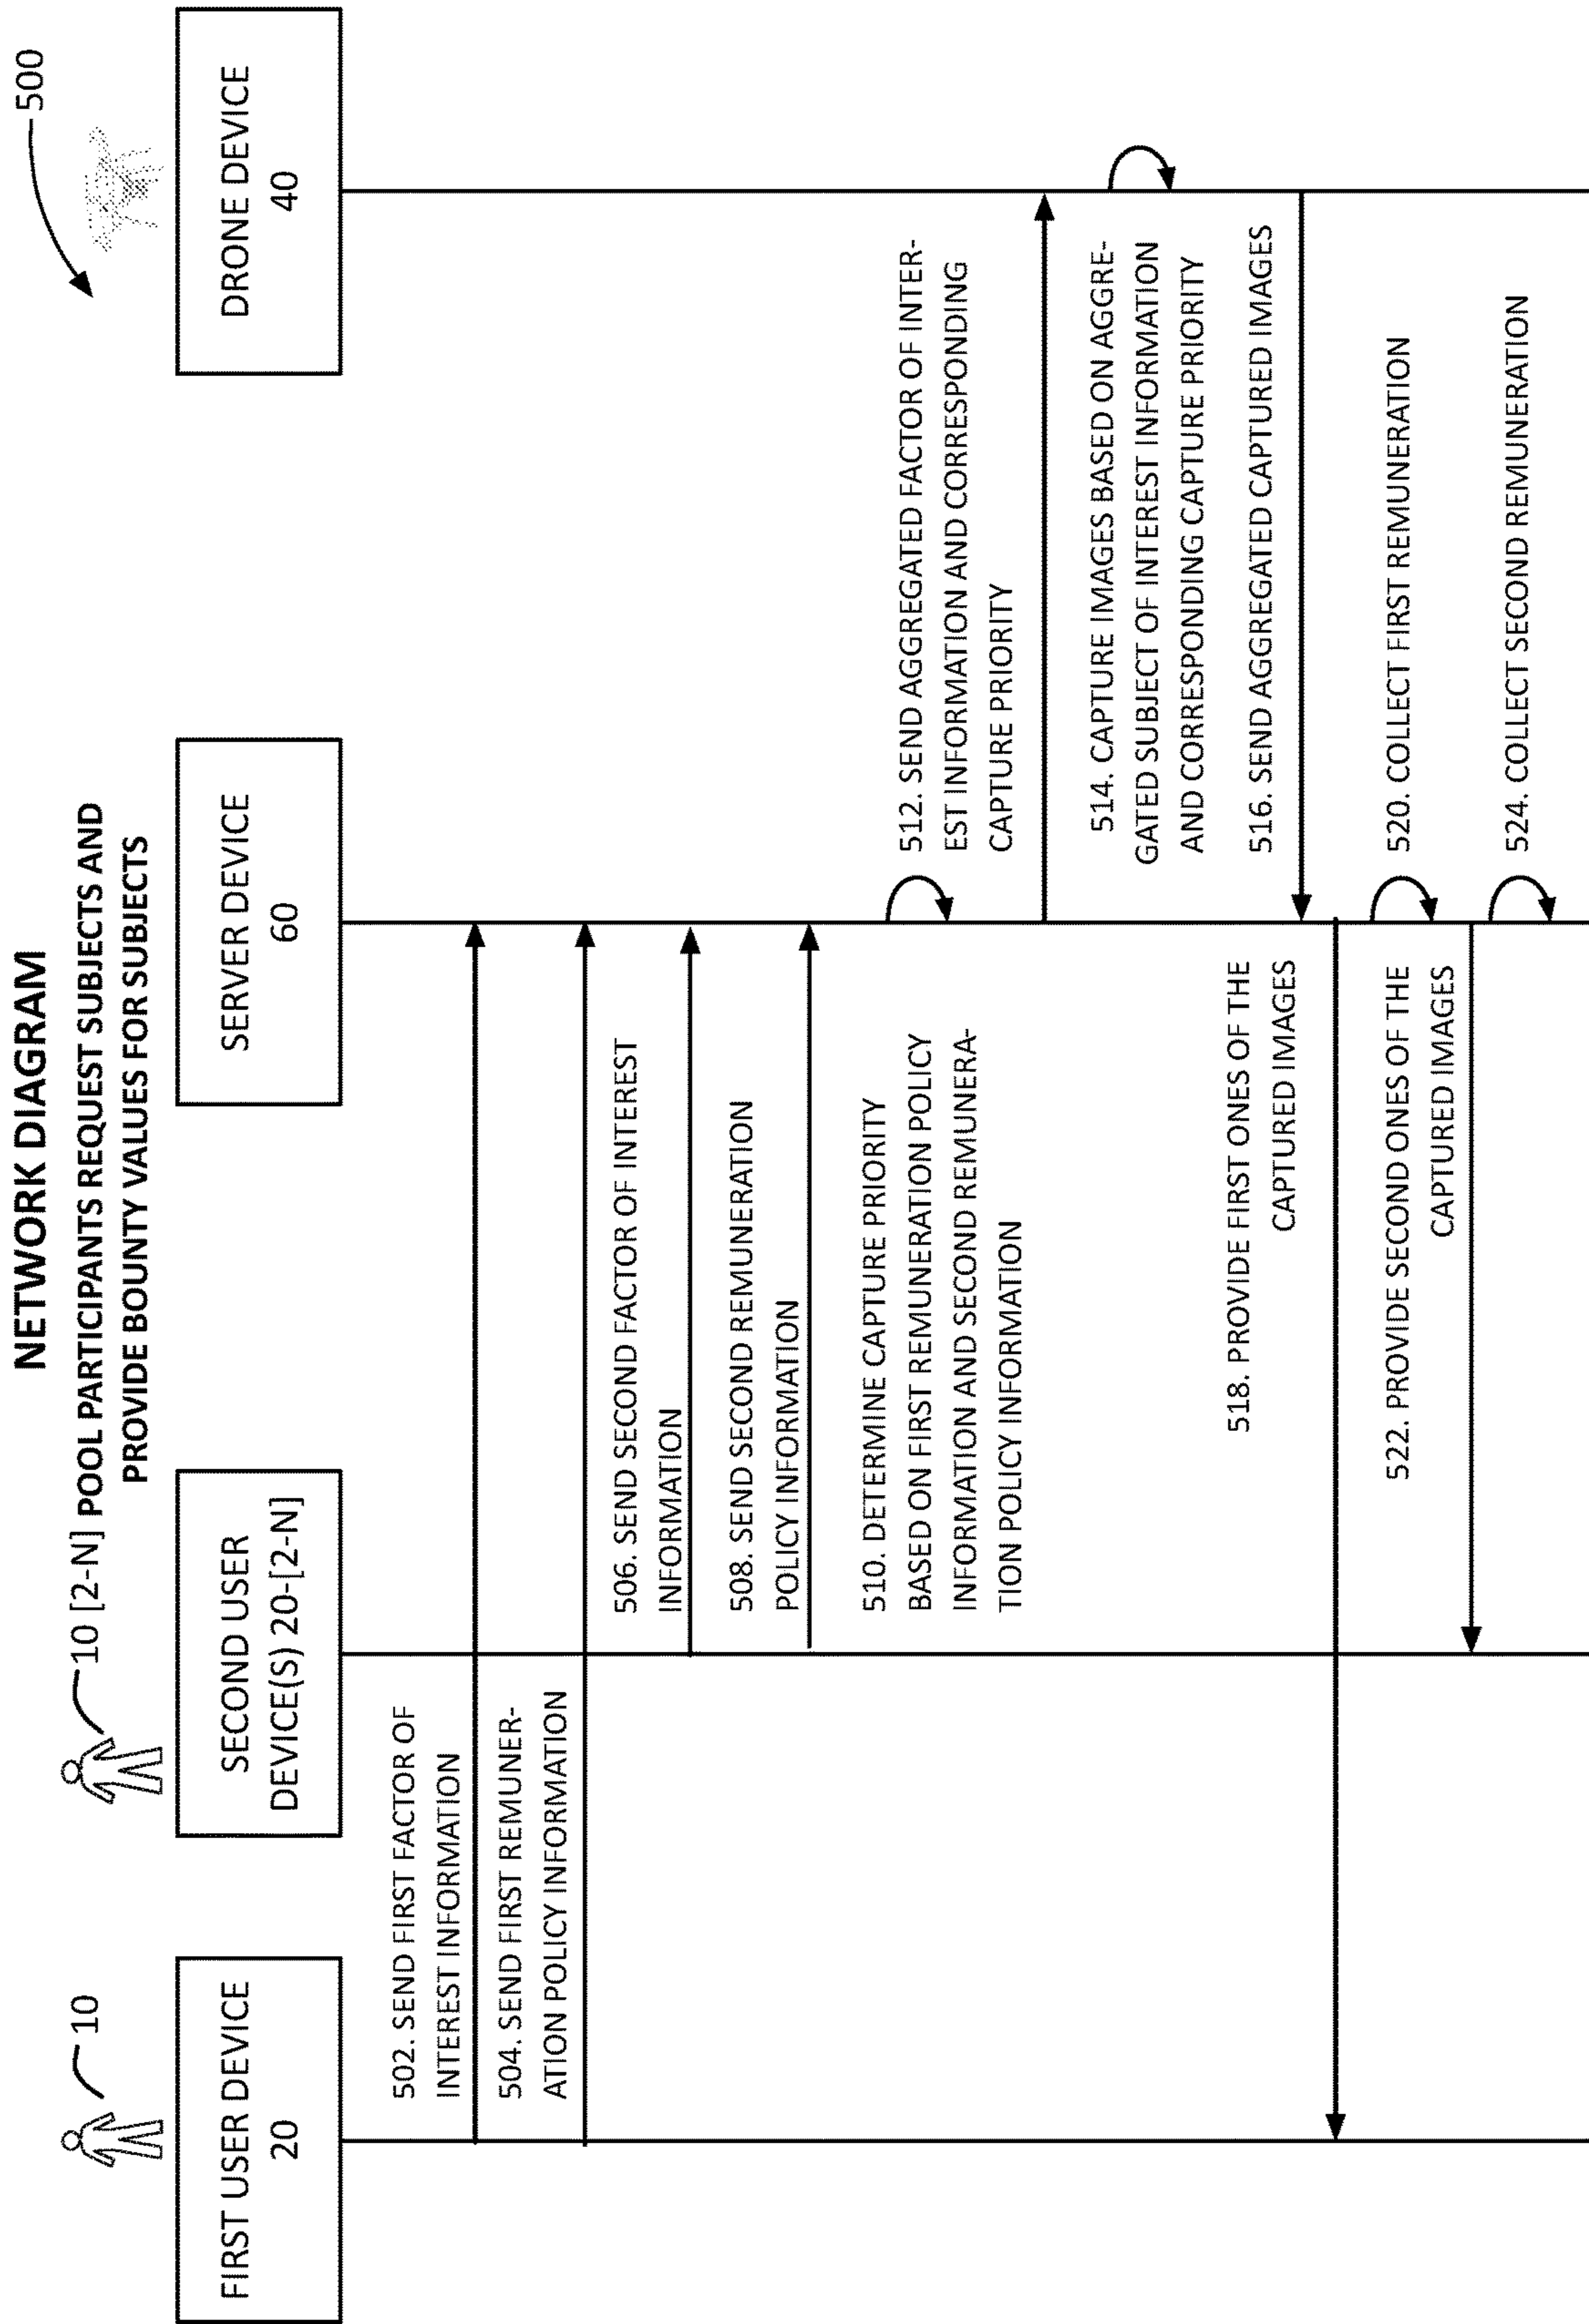 NETWORK DIAGRAM
POOL PARTICIPANTS REQUEST SUBJECTS AND
PROVIDE BOUNTY VALUES FOR SUBJECTS
500
10
10 [2-N]
FIRST USER DEVICE
20
SECOND USER
DEVICE(S) 20-[2-N]
SERVER DEVICE
60
DRONE DEVICE
40
502. SEND FIRST FACTOR OF
INTEREST INFORMATION
504. SEND FIRST REMUNER-
ATION POLICY INFORMATION
506. SEND SECOND FACTOR OF INTEREST
INFORMATION
508. SEND SECOND REMUNERATION
POLICY INFORMATION
510. DETERMINE CAPTURE PRIORITY
BASED ON FIRST REMUNERATION POLICY
INFORMATION AND SECOND REMUNERA-
TION POLICY INFORMATION
512. SEND AGGREGATED FACTOR OF INTER-
EST INFORMATION AND CORRESPONDING
CAPTURE PRIORITY
514. CAPTURE IMAGES BASED ON AGGRE-
GATED SUBJECT OF INTEREST INFORMATION
AND CORRESPONDING CAPTURE PRIORITY
516. SEND AGGREGATED CAPTURED IMAGES
518. PROVIDE FIRST ONES OF THE
CAPTURED IMAGES
520. COLLECT FIRST REMUNERATION
522. PROVIDE SECOND ONES OF THE
CAPTURED IMAGES
524. COLLECT SECOND REMUNERATION